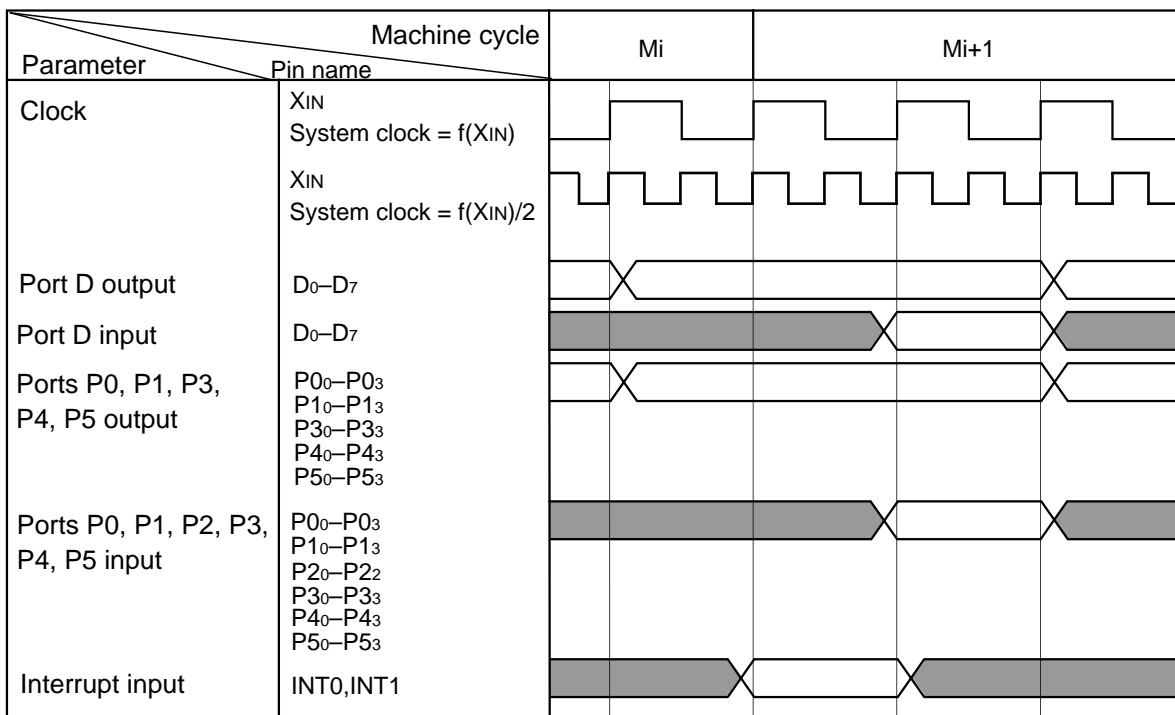 Machine cycle
Parameter
Pin name
Mi
Mi+1
Clock
XIN
System clock = f(XIN)
XIN
System clock = f(XIN)/2
Port D output
D0–D7
Port D input
D0–D7
Ports P0, P1, P3,
P4, P5 output
P00–P03
P10–P13
P30–P33
P40–P43
P50–P53
Ports P0, P1, P2, P3,
P4, P5 input
P00–P03
P10–P13
P20–P22
P30–P33
P40–P43
P50–P53
Interrupt input
INT0,INT1